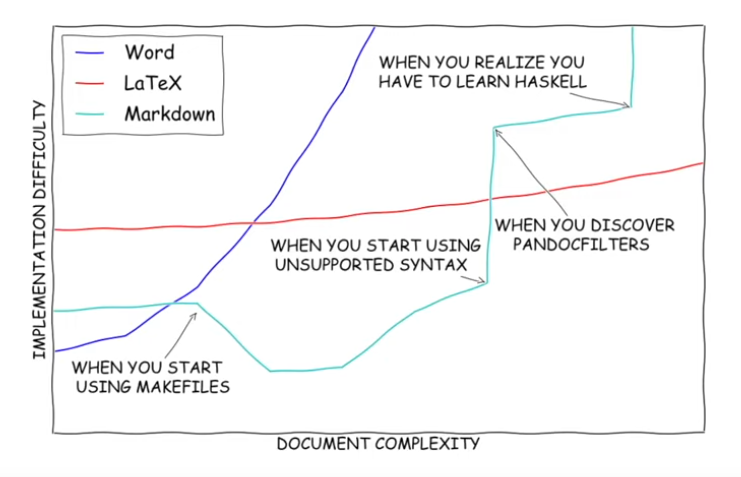 Word
LaTeX
Markdown
WHEN YOU REALIZE YOU
HAVE TO LEARN HASKELL
IMPLEMENTATION DIFFICULTY
WHEN YOU DISCOVER
PANDOCFILTERS
WHEN YOU START USING
UNSUPPORTED SYNTAX
WHEN YOU START
USING MAKEFILES
DOCUMENT COMPLEXITY